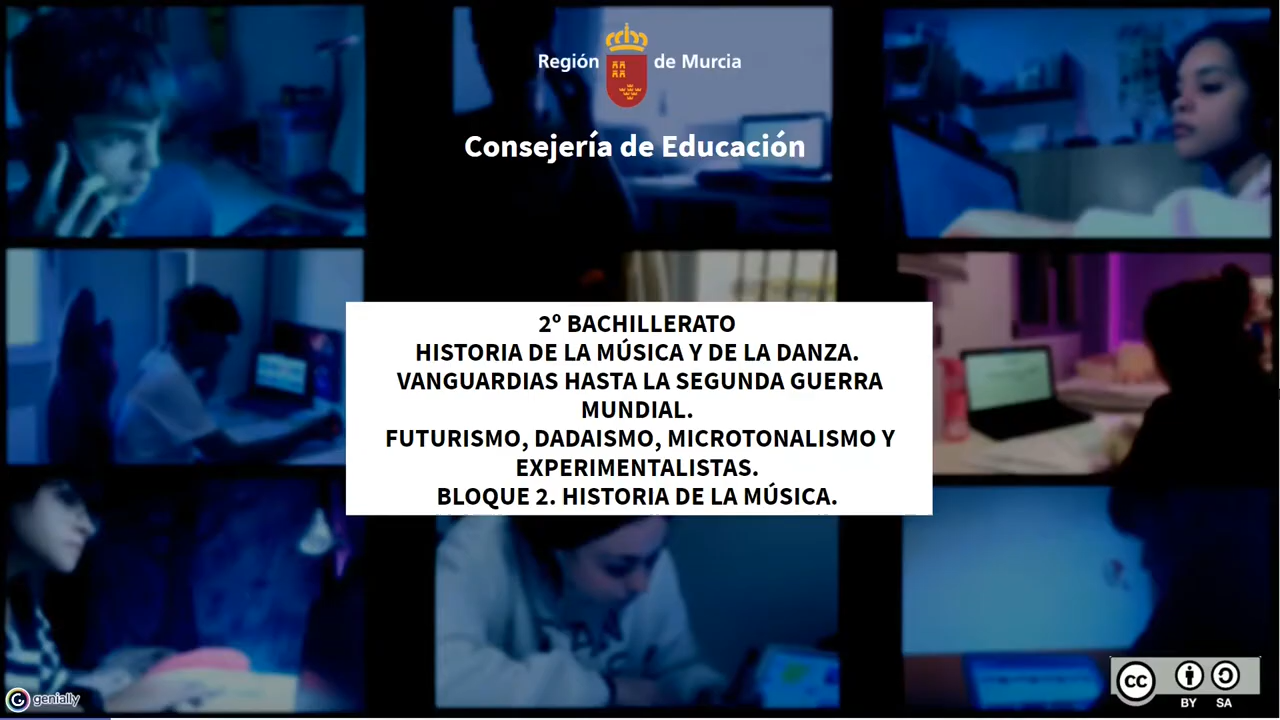 Región de Murcia
Consejería de Educación
2º BACHILLERATO
HISTORIA DE LA MÚSICA Y DE LA DANZA.
VANGUARDIAS HASTA LA SEGUNDA GUERRA
MUNDIAL.
FUTURISMO, DADAISMO, MICROTONALISMO Y
EXPERIMENTALISTAS.
BLOQUE 2. HISTORIA DE LA MÚSICA.
genially
cc
BY SA